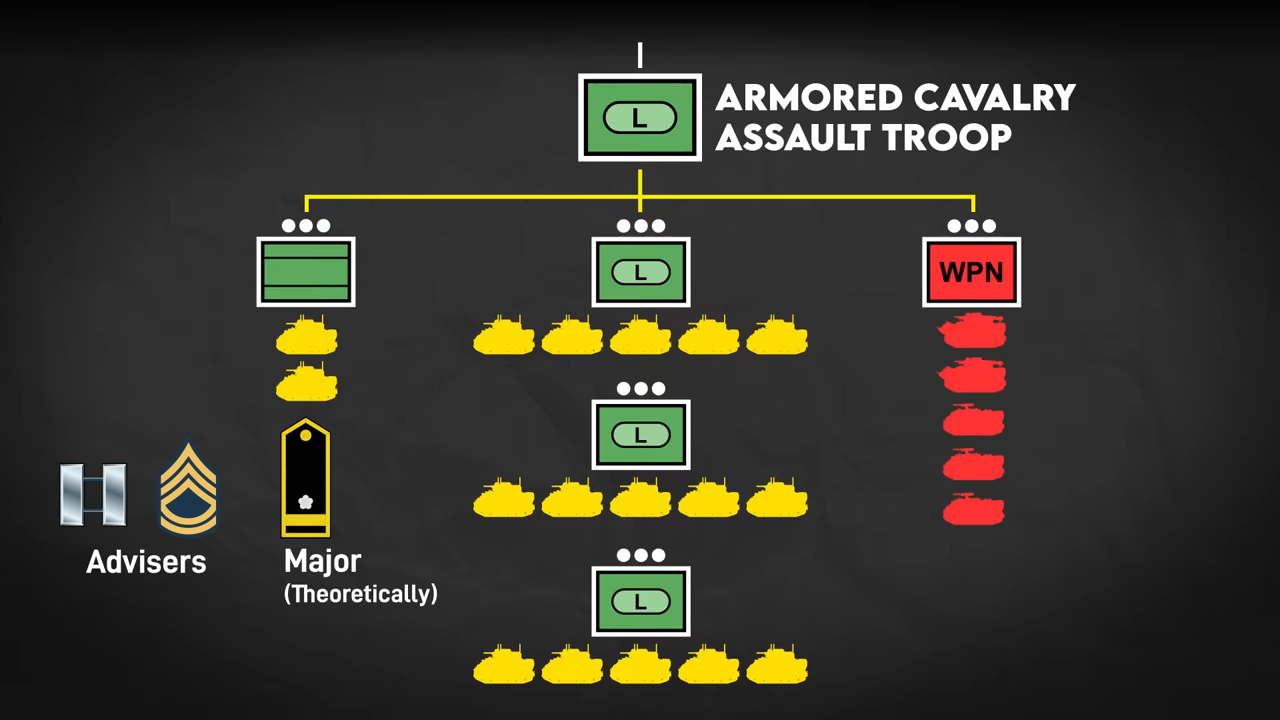 L
ARMORED CAVALRY
ASSAULT TROOP
L
WPN
L
Advisers
Major
(Theoretically)
L